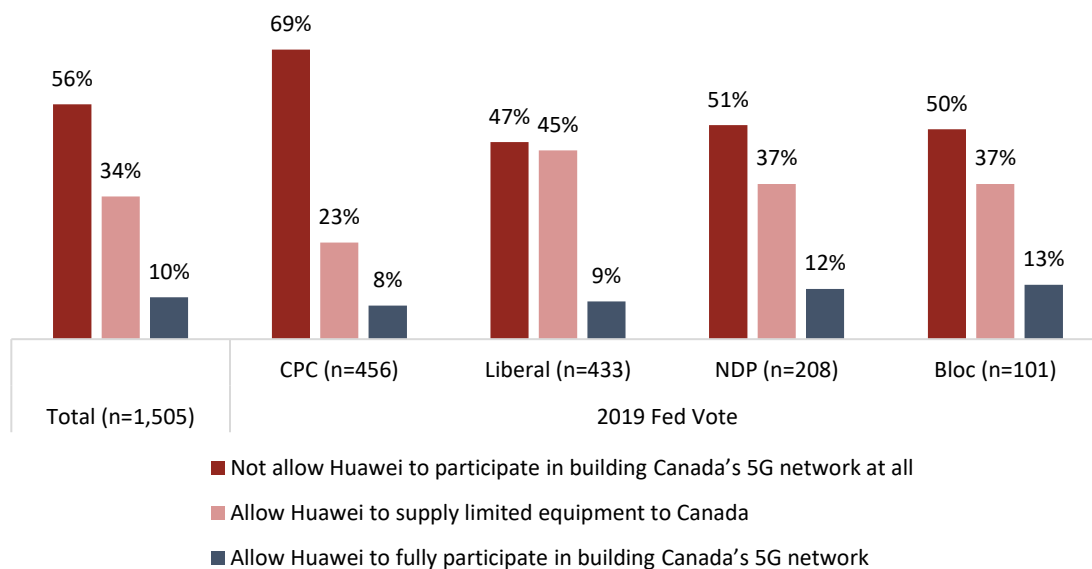 69%
56%
51%
50%
47%
45%
37%
37%
34%
23%
12%
13%
10%
8%
9%
CPC (n=456)
Liberal (n=433)
NDP (n=208)
Bloc (n=101)
Total (n=1,505)
2019 Fed Vote
Not allow Huawei to participate in building Canada’s 5G network at all
Allow Huawei to supply limited equipment to Canada
Allow Huawei to fully participate in building Canada’s 5G network